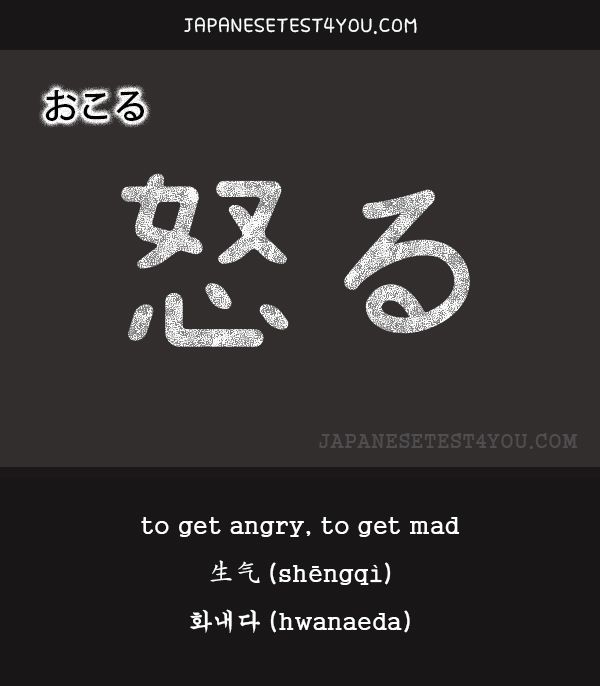 JAPANESETEST4YOU.COM
おこる
怒る
JAPANESETEST4YOU.COM
to get angry, to get mad
生气 (shēngqì)
화내다 (hwanaeda)